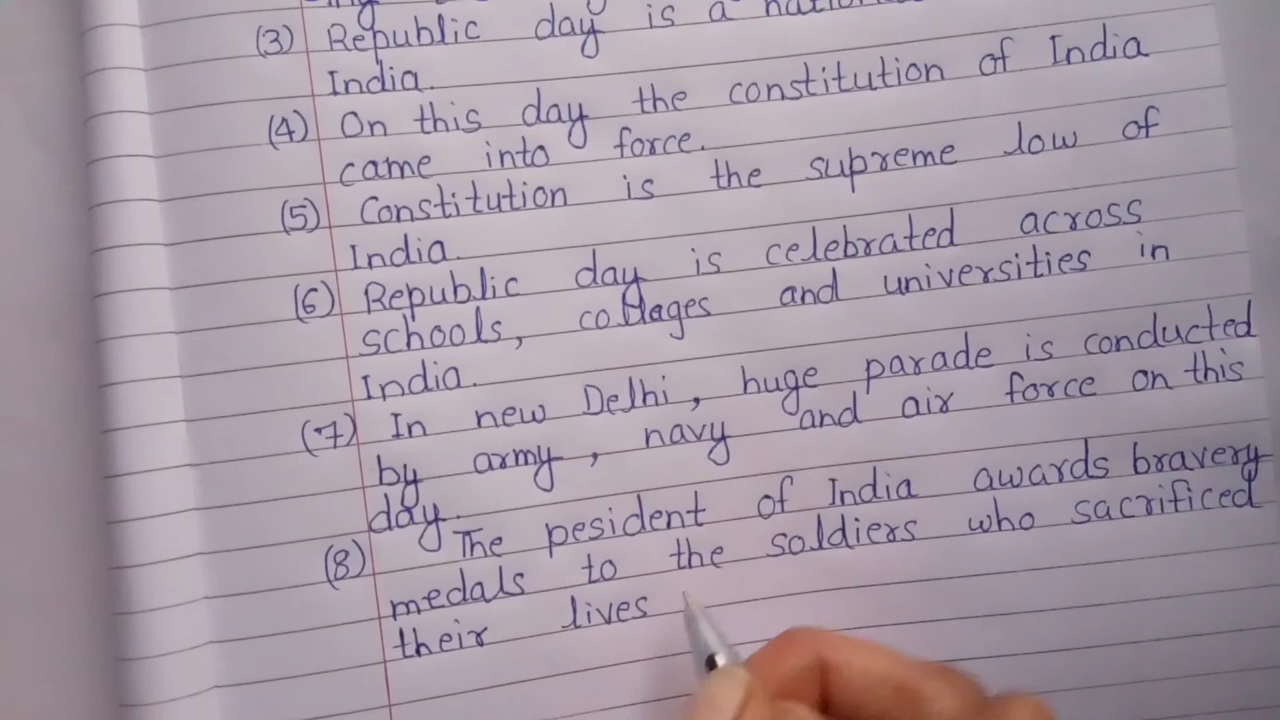 (3) Republic day is a
India.
(4) On this day the constitution of India
came into force.
(5) Constitution is the supreme low of
India.
(6) Republic day is celebrated across
schools, collages and universities in
India.
(7) In new Delhi, huge parade is conducted
by army, navy and air force on this
day.
(8) The pesident of India awards bravery
medals to the soldiers who sacrificed
their lives